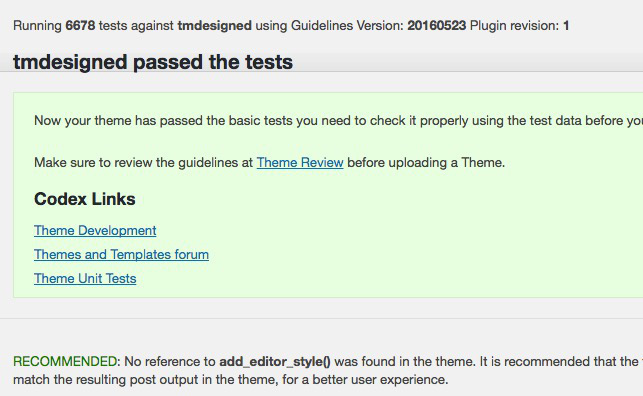 Running 6678 tests against tmdesigned using Guidelines Version: 20160523 Plugin revision: 1
tmdesigned passed the tests
Now your theme has passed the basic tests you need to check it properly using the test data before
Make sure to review the guidelines at Theme Review before uploading a Theme.
Codex Links
Theme Development
Themes and Templates forum
Theme Unit Tests
RECOMMENDED: No reference to add_editor_style() was found in the theme. It is recommended that the
match the resulting post output in the theme, for a better user experience.